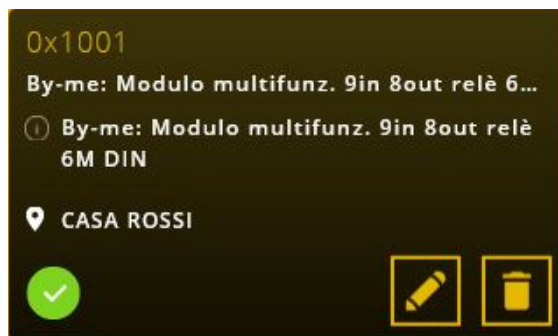 0x1001
By-me: Modulo multifunz. 9in 8out relè 6...
By-me: Modulo multifunz. 9in 8out relè
6M DIN
CASA ROSSI